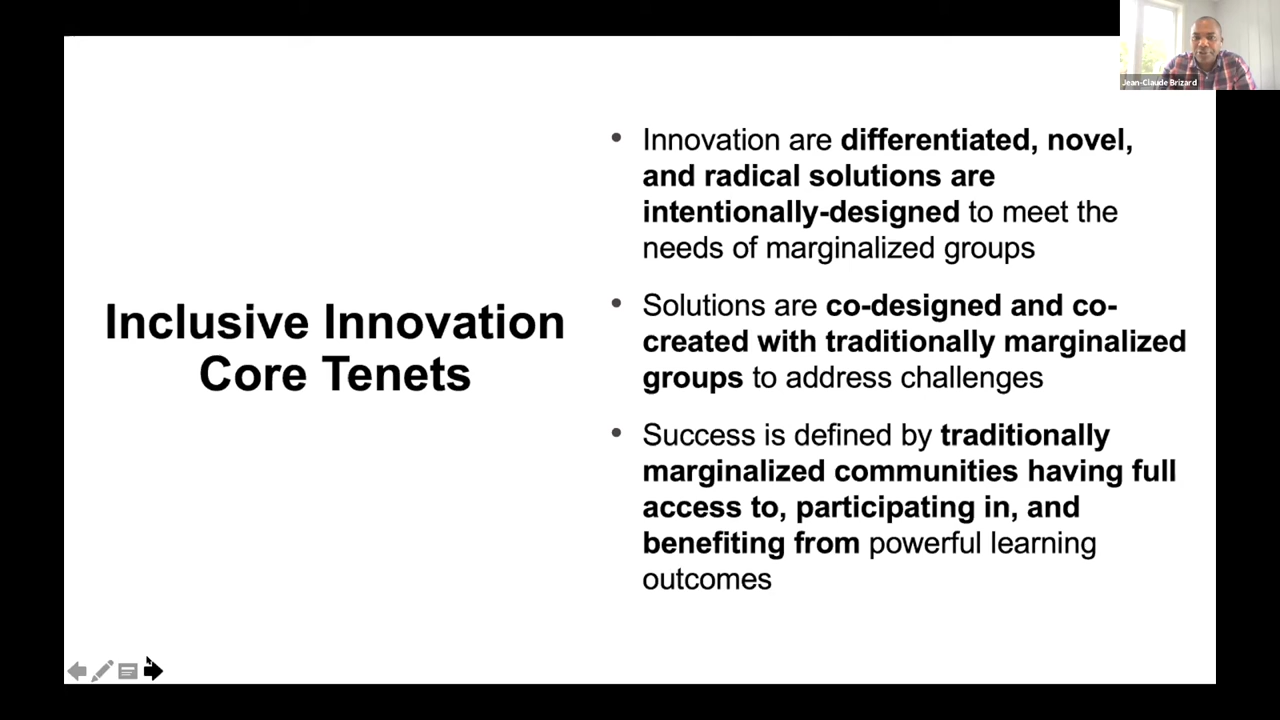 Jean-Claude Brizard
Inclusive Innovation
Core Tenets
• Innovation are differentiated, novel,
and radical solutions are
intentionally-designed to meet the
needs of marginalized groups
• Solutions are co-designed and co-
created with traditionally marginalized
groups to address challenges
• Success is defined by traditionally
marginalized communities having full
access to, participating in, and
benefiting from powerful learning
outcomes